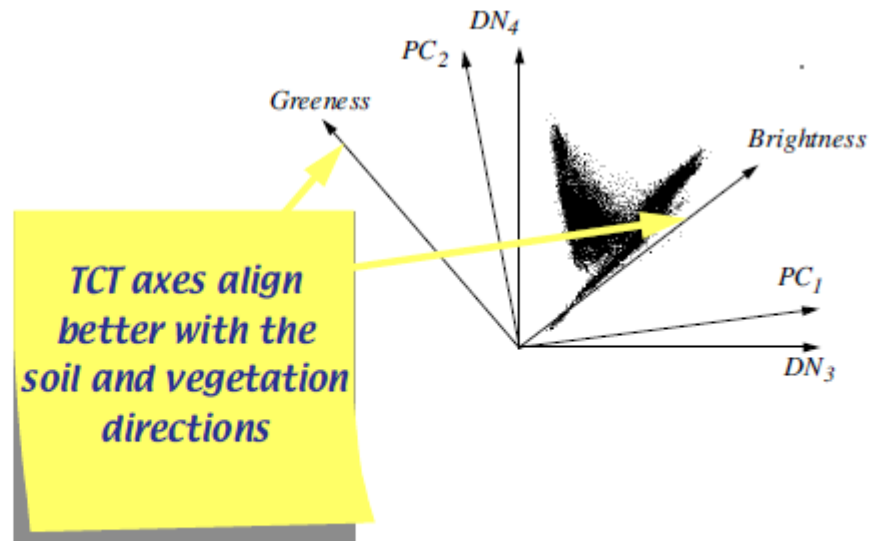 DN4
PC2
Greeness
Brightness
TCT axes align
better with the
soil and vegetation
directions
PC1
DN3